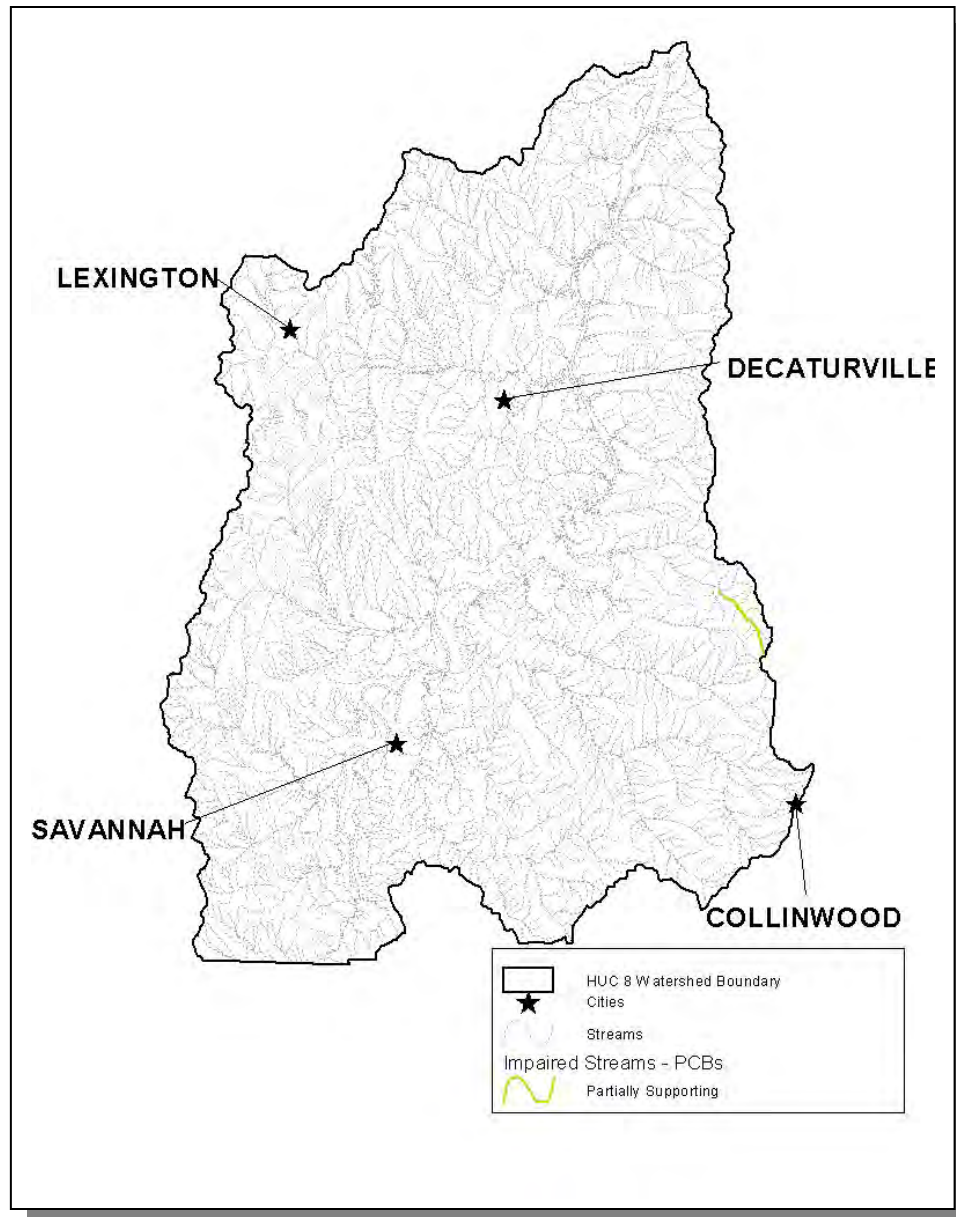 LEXINGTON
DECATURVILLE
SAVANNAH
COLLINWOOD
HUC 8 Watershed Boundary
Cities
Streams
Impaired Streams - PCBs
Partially Supporting